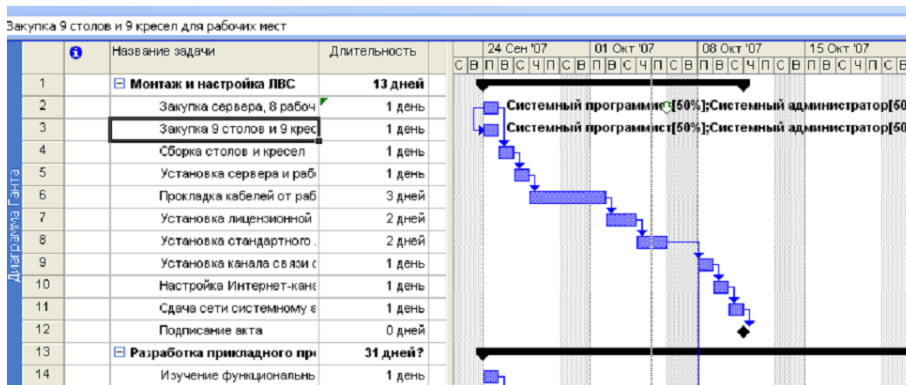 Закупка 9 столов и 9 кресел для рабочих мест
Название задачи Длительность 24 Сен '07 01 Окт '07 08 Окт '07 15 Окт '07
С В П В С Ч П С В П В С Ч П С В П В С Ч П С В П В С Ч П С В
1 Монтаж и настройка ЛВС 13 дней
2 Закупка сервера, 8 рабоч 1 день Системный программист[50%];Системный администратор[50
3 Закупка 9 столов и 9 крес 1 день Системный программист[50%];Системный администратор[50
4 Сборка столов и кресел 1 день
5 Установка сервера и раб 1 день
6 Прокладка кабелей от раб 3 дней
7 Установка лицензионной 2 дней
8 Установка стандартного 2 дней
9 Установка канала связи с 1 день
10 Настройка Интернет-кана 1 день
11 Сдача сети системному а 1 день
12 Подписание акта 0 дней
13 Разработка прикладного пр 31 дней?
14 Изучение функциональн 1 день
Диаграмма Ганта